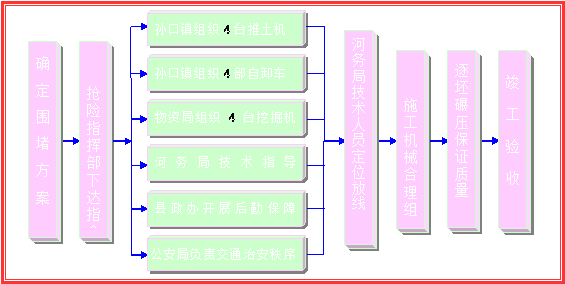 确定围堵方案
抢险指挥部下达指
孙口镇组织 4 台推土机
孙口镇组织 4 部自卸车
物资局组织 4 台挖掘机
河务局技术指导
县政办开展后勤保障
公安局负责交通治安秩序
河务局技术人员定位放线
施工机械合理组
逐坯碾压保证质量
竣工验收